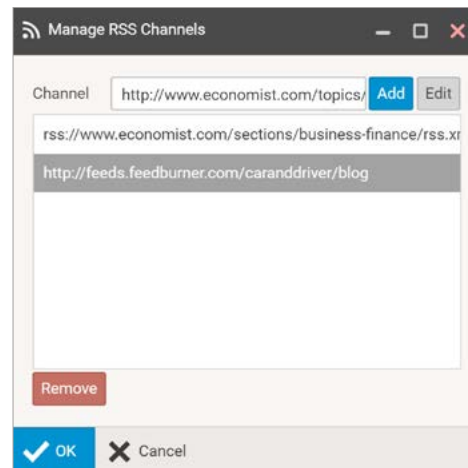 Manage RSS Channels
Channel http://www.economist.com/topics/ Add Edit
rss://www.economist.com/sections/business-finance/rss.xr
http://feeds.feedburner.com/caranddriver/blog
Remove
OK Cancel